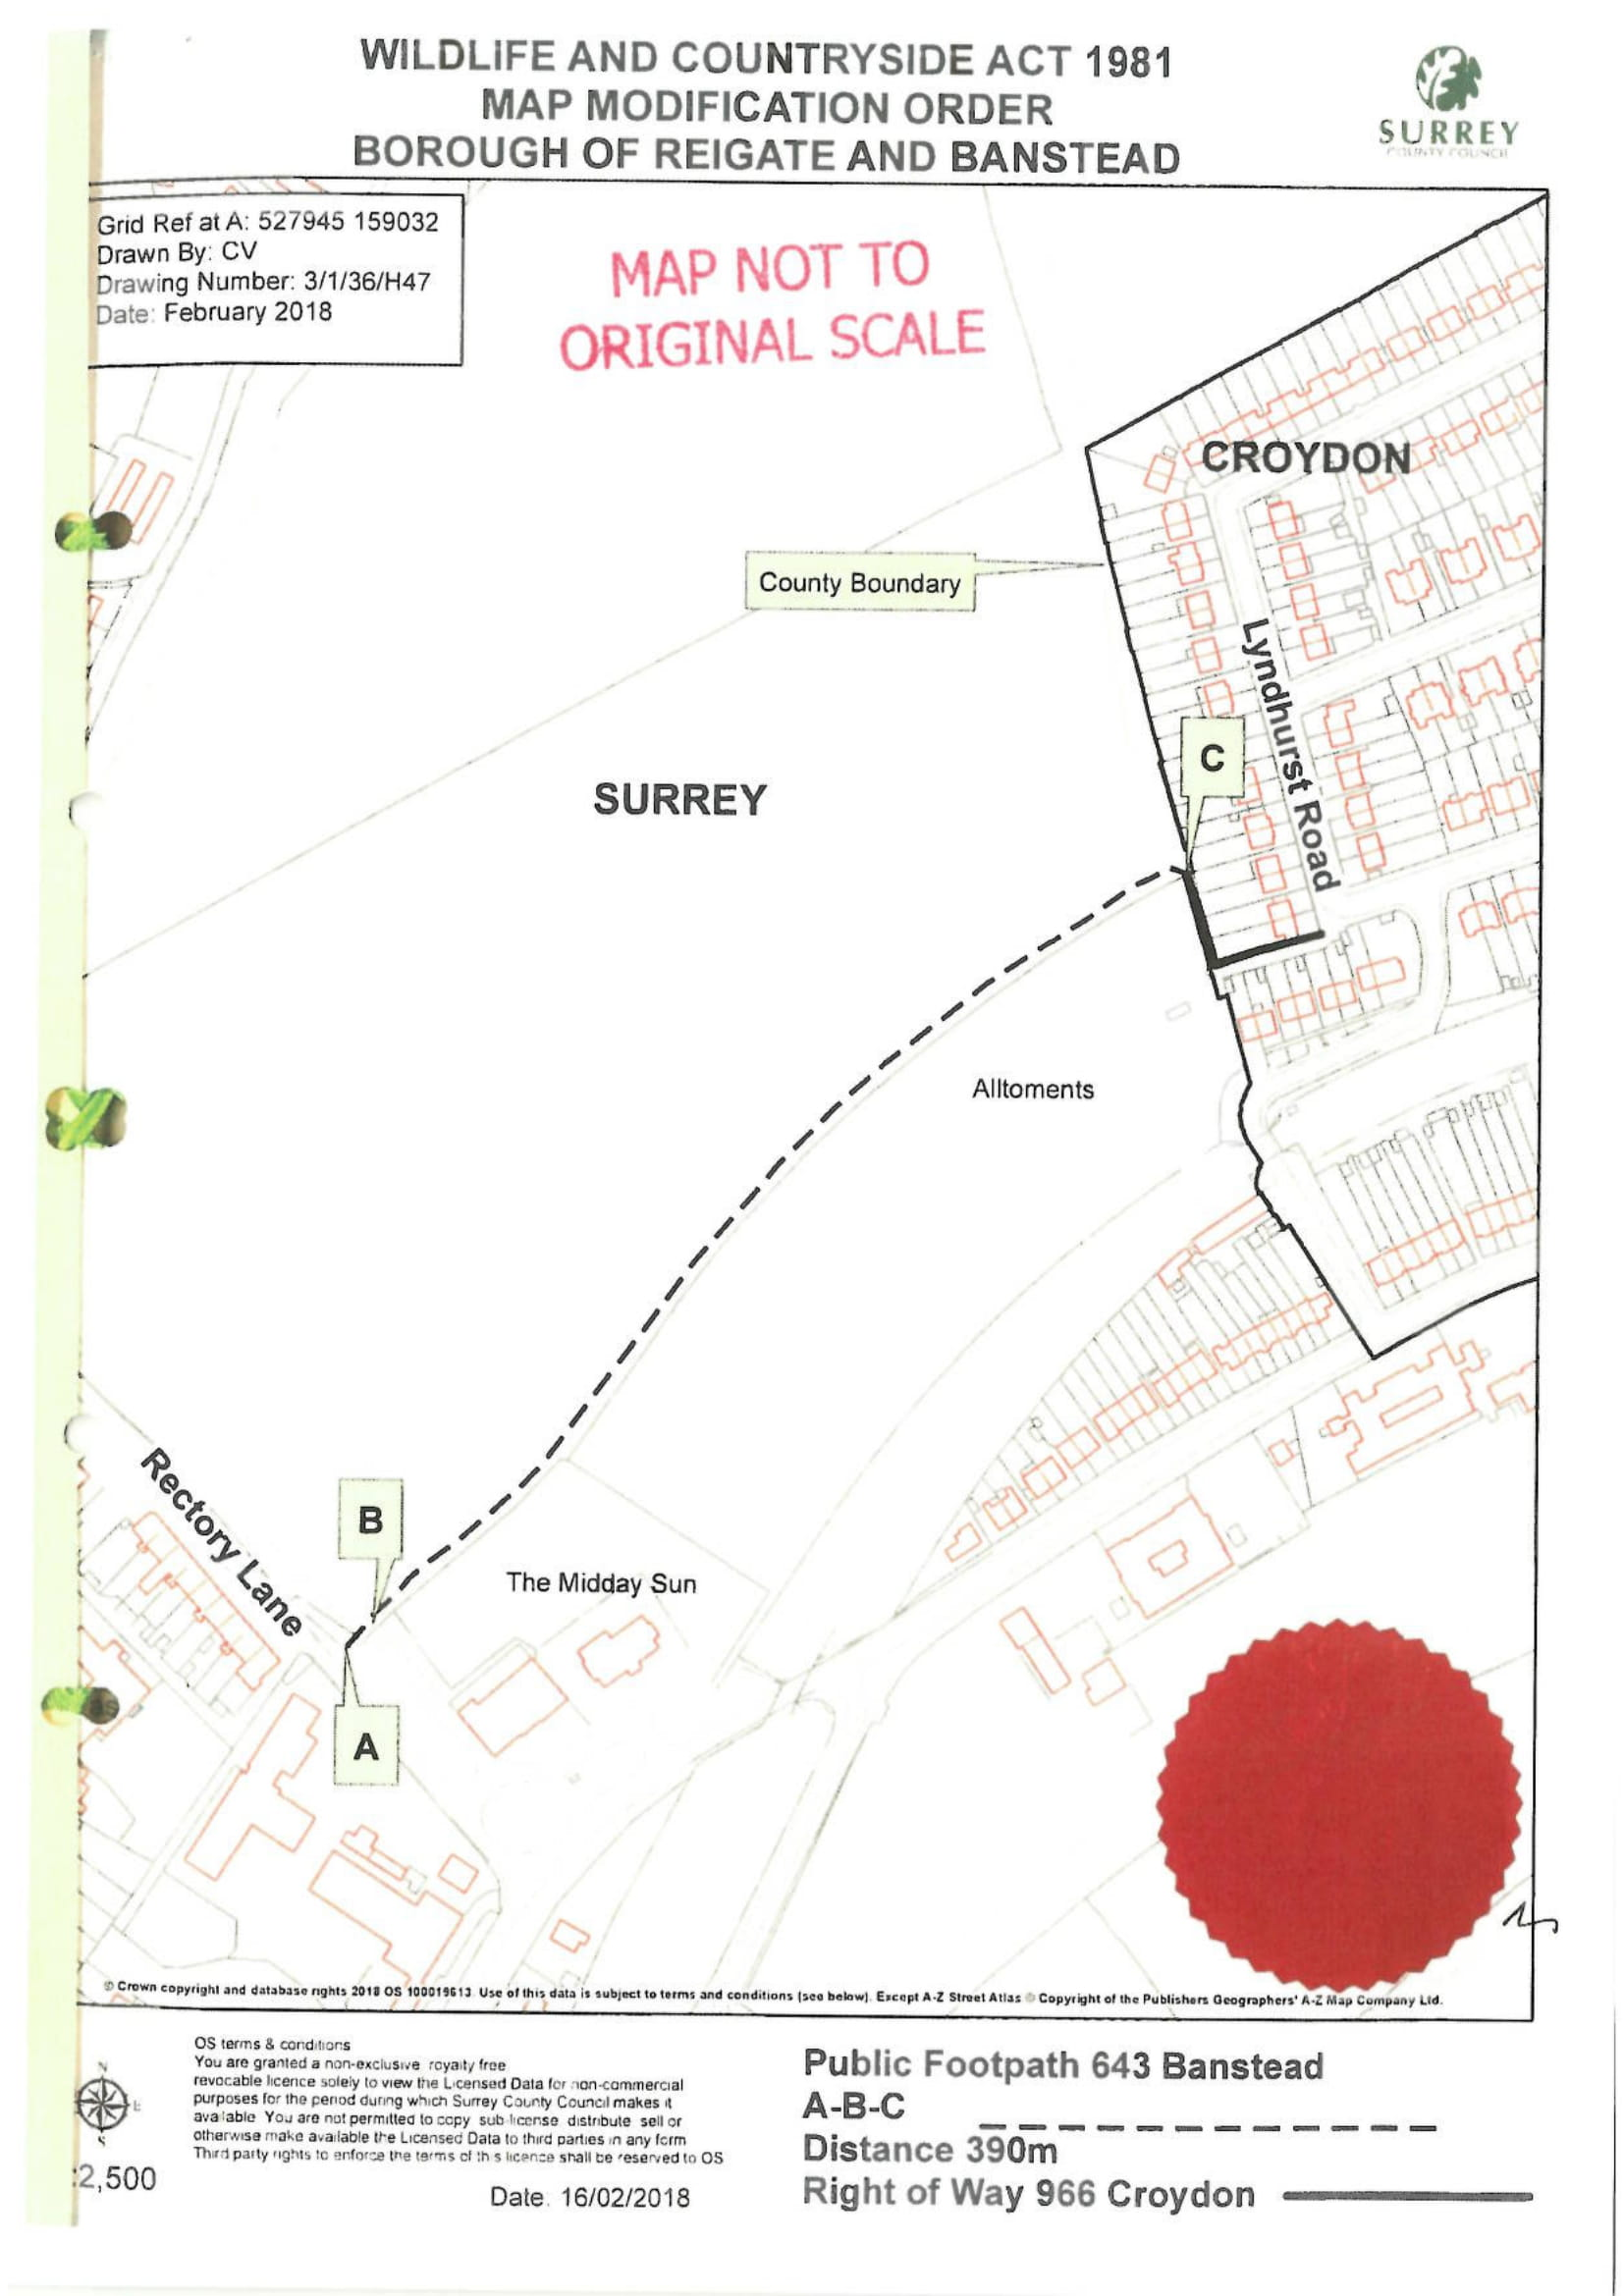 WILDLIFE AND COUNTRYSIDE ACT 1981
MAP MODIFICATION ORDER
BOROUGH OF REIGATE AND BANSTEAD
SURREY
COUNTY COUNCIL
Grid Ref at A: 527945 159032
Drawn By: CV
Drawing Number: 3/1/36/H47
Date: February 2018
MAP NOT TO
ORIGINAL SCALE
CROYDON
County Boundary
Lyndhurst Road
C
SURREY
Alltoments
Rectory Lane
B
The Midday Sun
A
© Crown copyright and database rights 2018 OS 100019613 Use of this data is subject to terms and conditions (see below). Except A-Z Street Atlas © Copyright of the Publishers Geographers' A-Z Map Company Ltd.
N
E
S
OS terms & conditions
You are granted a non-exclusive royalty free
revocable licence solely to view the Licensed Data for non-commercial
purposes for the period during which Surrey County Council makes it
available You are not permitted to copy sub-license distribute sell or
otherwise make available the Licensed Data to third parties in any form
Third party rights to enforce the terms of this licence shall be reserved to OS
:2,500
Date: 16/02/2018
Public Footpath 643 Banstead
A-B-C
Distance 390m
Right of Way 966 Croydon